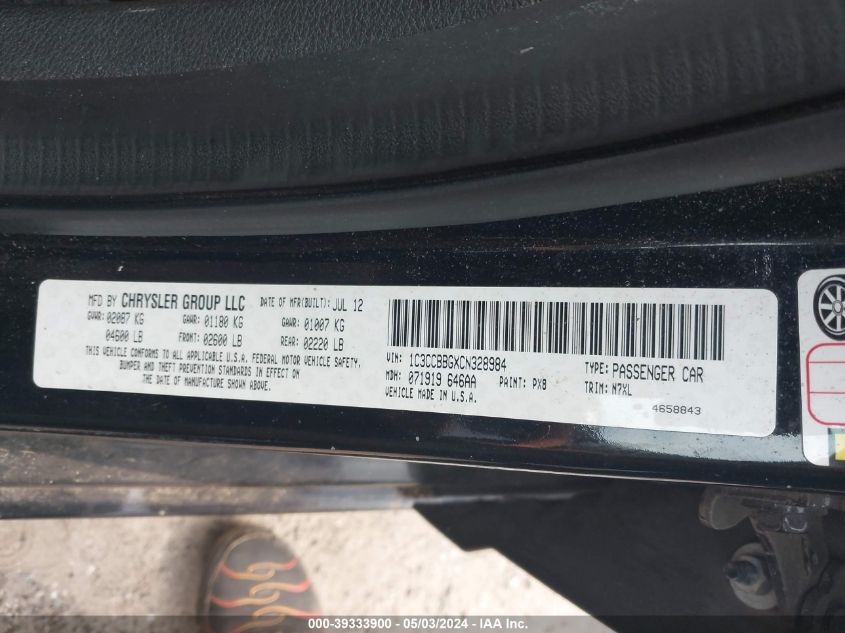 MFD BY CHRYSLER GROUP LLC DATE OF MFR(BUILT): JUL 12
GVWR: 02087 KG GAWR: 01180 KG GAWR: 01007 KG
04600 LB FRONT: 02600 LB REAR: 02220 LB
THIS VEHICLE CONFORMS TO ALL APPLICABLE U.S.A. FEDERAL MOTOR VEHICLE SAFETY,
BUMPER AND THEFT PREVENTION STANDARDS IN EFFECT ON
THE DATE OF MANUFACTURE SHOWN ABOVE.
VIN: 1C3CCBBGXCN328984 TYPE: PASSENGER CAR
MDH: 071919 646AA PAINT: PX8 TRIM: N7XL
VEHICLE MADE IN U.S.A.
4658843
000-39333900 - 05/03/2024 - IAA Inc.